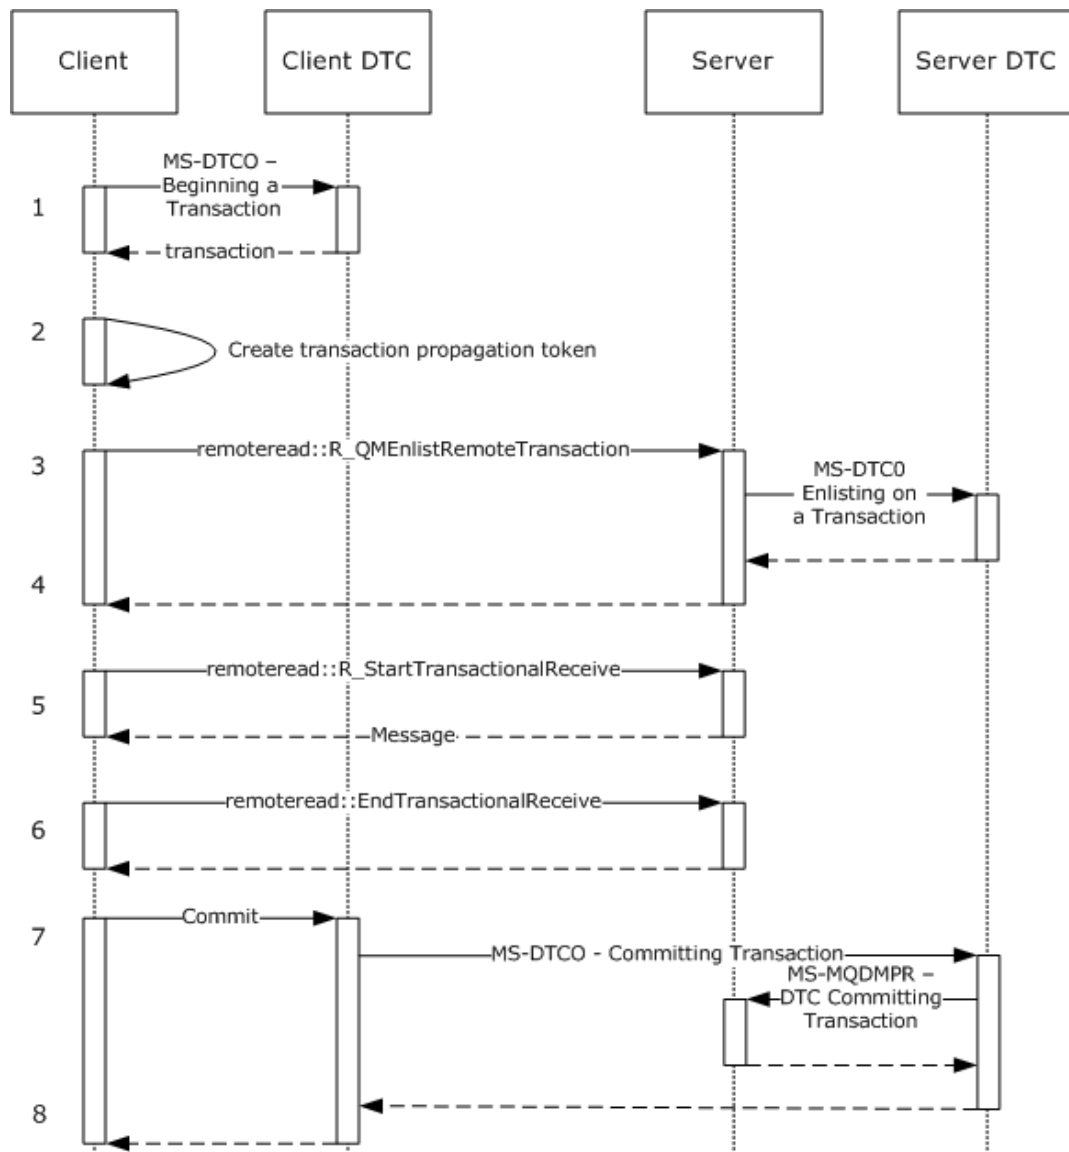 Client
Client DTC
Server
Server DTC
1
MS-DTCO –
Beginning a
Transaction
transaction
2
Create transaction propagation token
3
remoteread::R_QMEnlistRemoteTransaction
MS-DTC0
Enlisting on
a Transaction
4
5
remoteread::R_StartTransactionalReceive
Message
6
remoteread::EndTransactionalReceive
7
Commit
MS-DTCO - Committing Transaction
MS-MQDMPR –
DTC Committing
Transaction
8